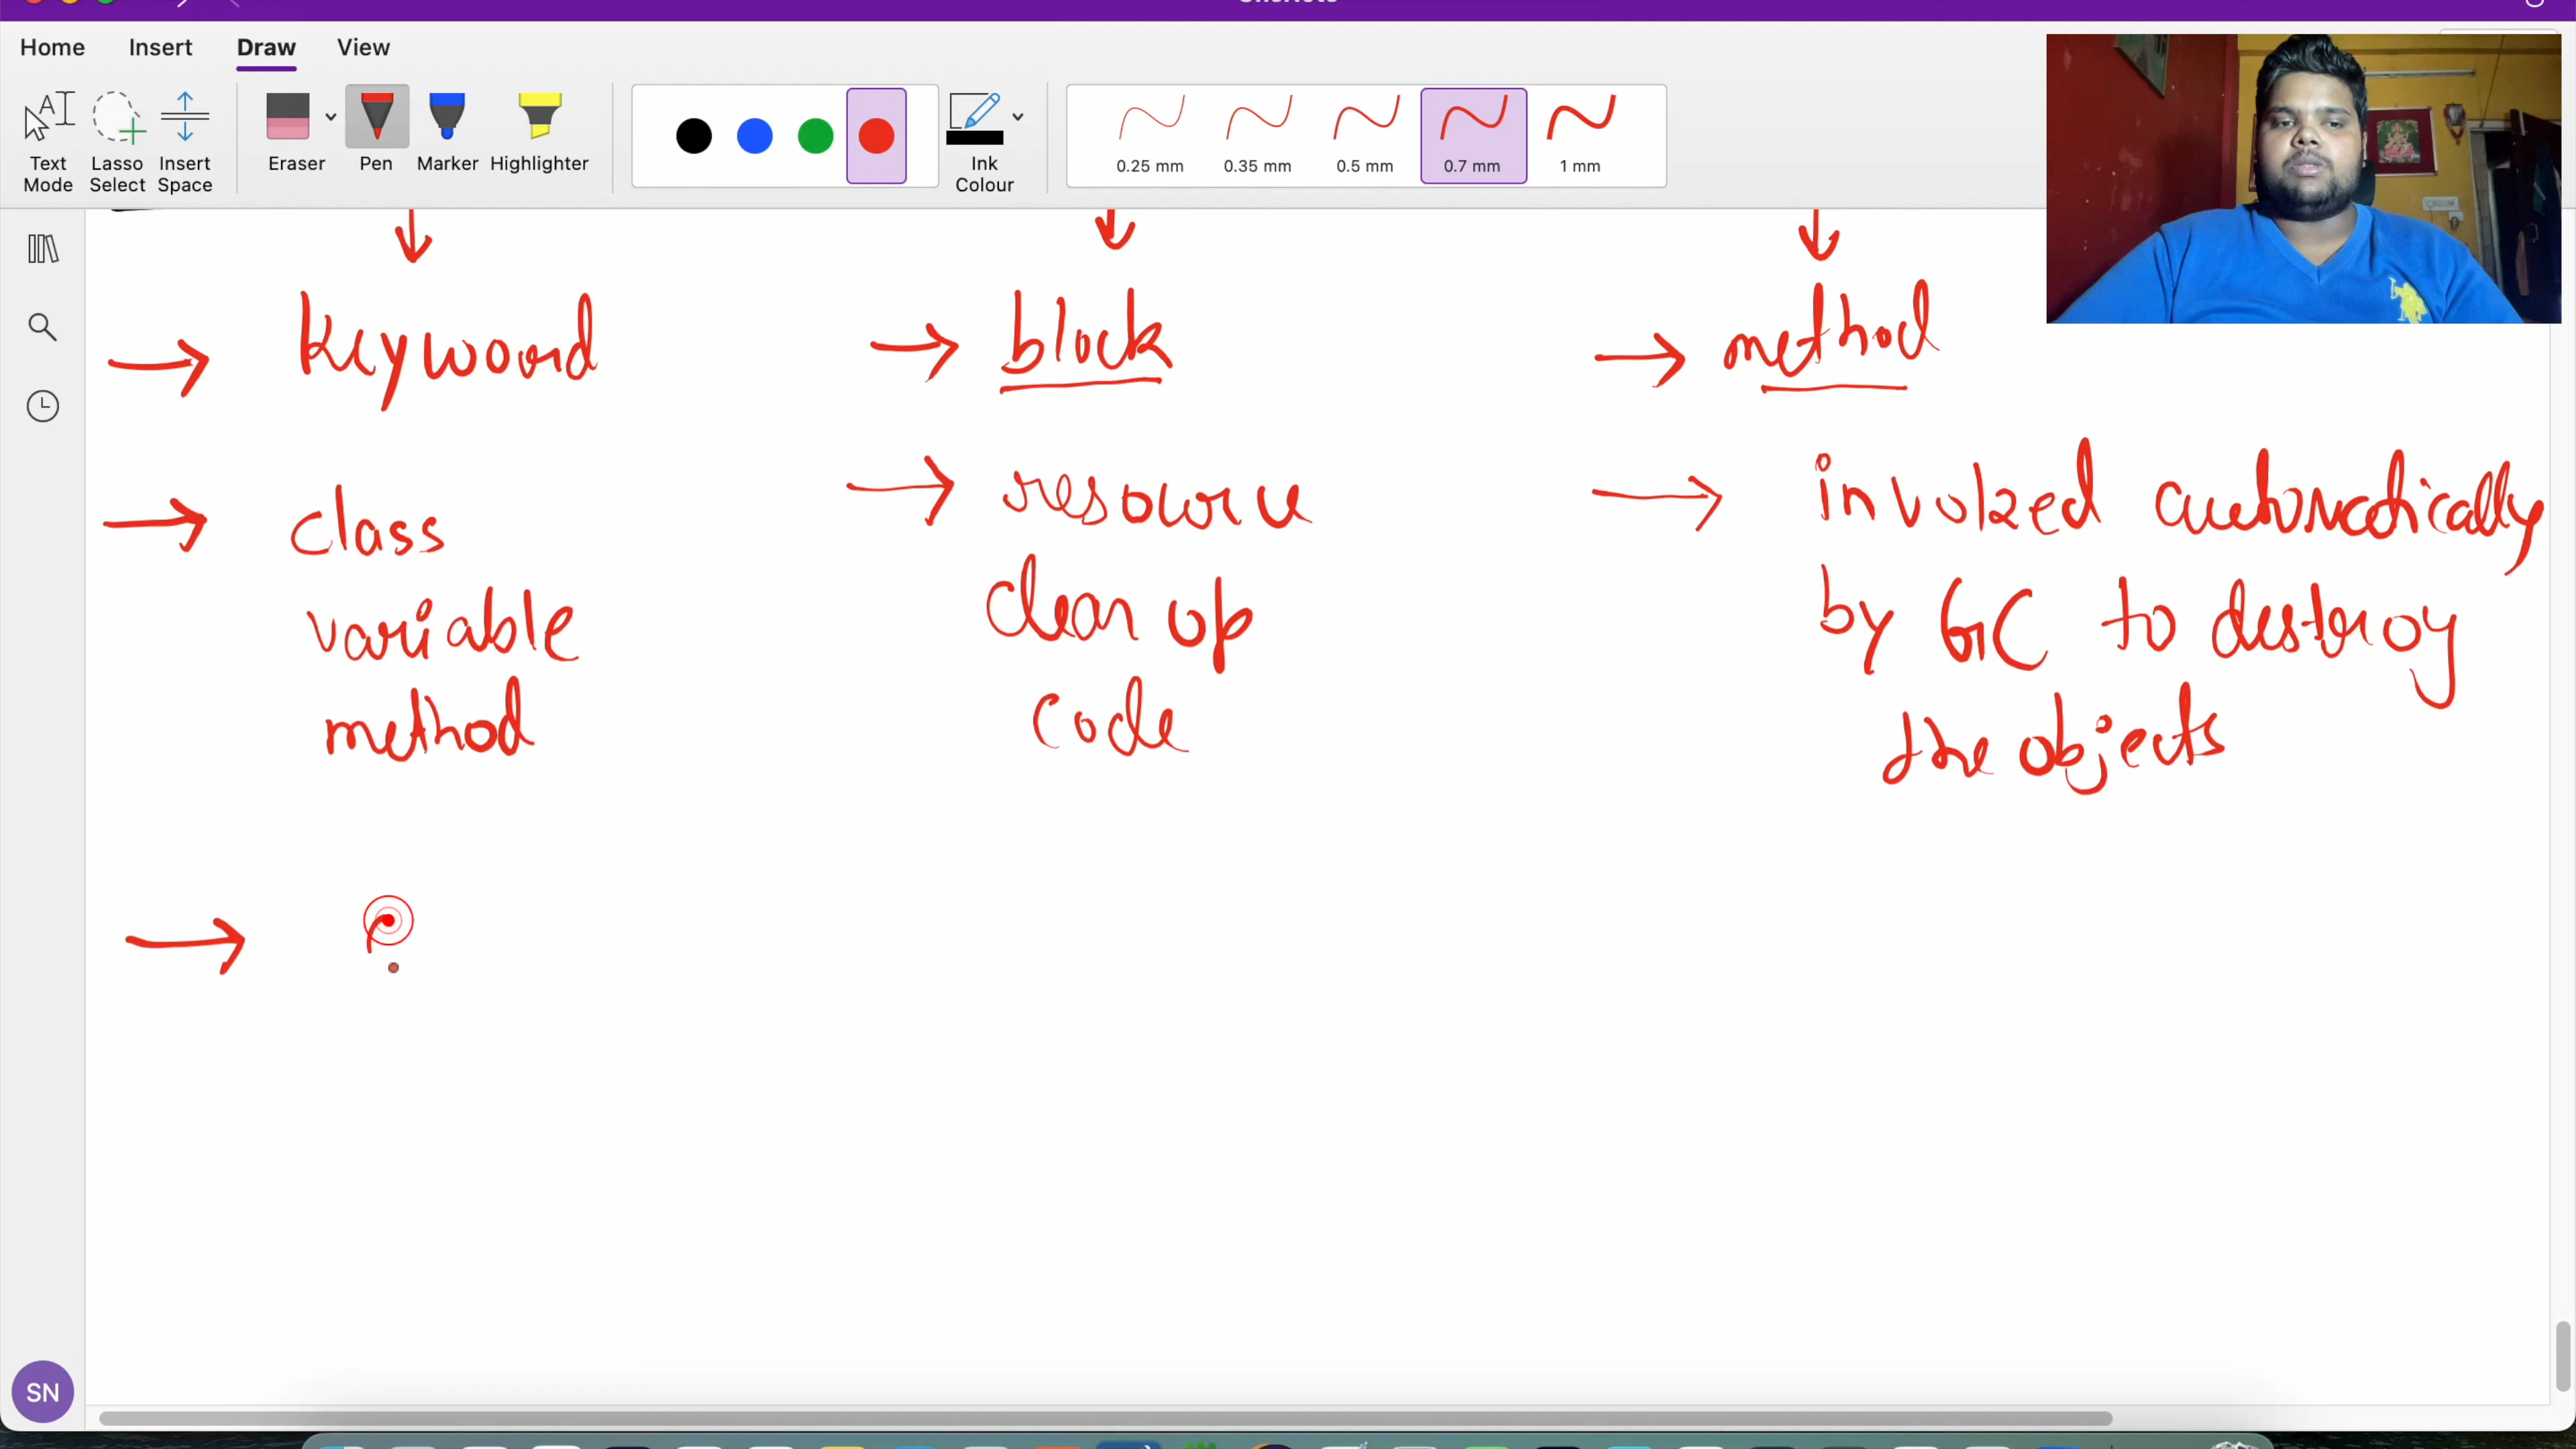 Home Insert Draw View
Text Mode
Lasso Select
Insert Space
Eraser
Pen
Marker
Highlighter
Ink Colour
0.25 mm
0.35 mm
0.5 mm
0.7 mm
1 mm
→ keyword
→ block
→ method
→ class
variable
method
→ resource
clean up
code
→ invoked automatically
by GC to destroy
the objects
→
SN